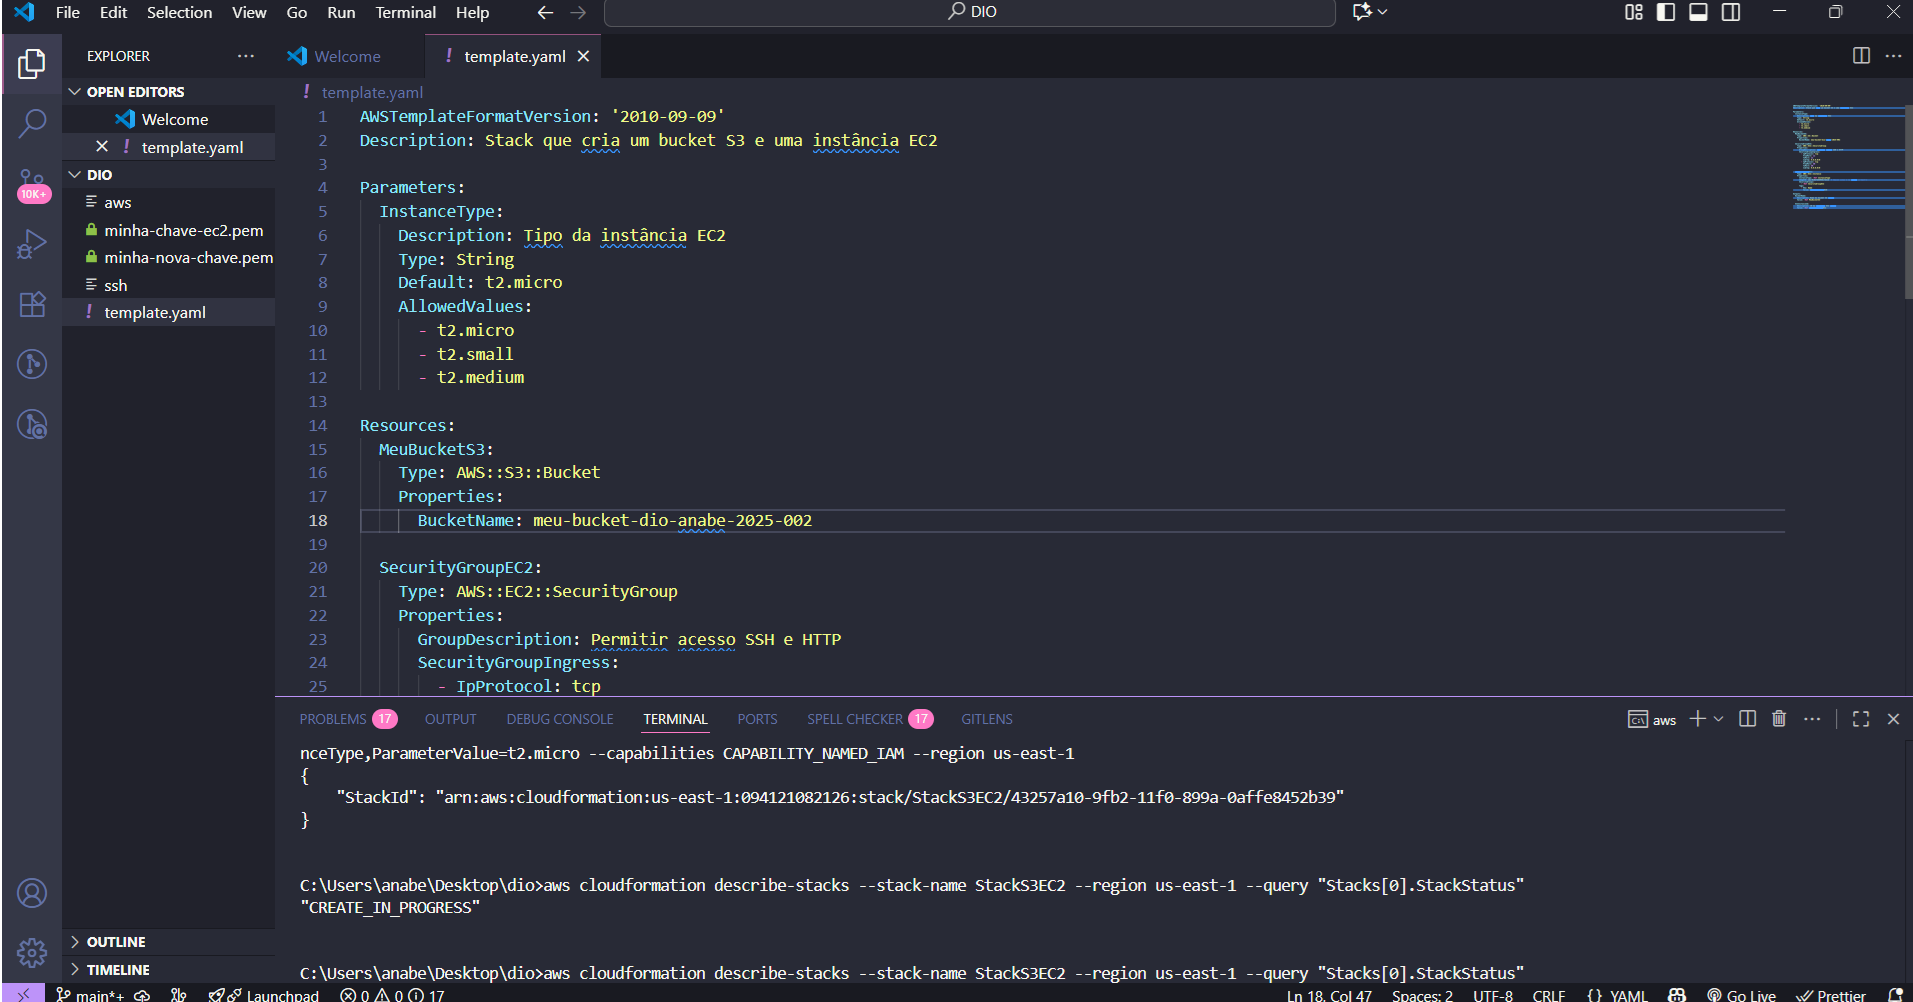 File Edit Selection View Go Run Terminal Help
DIO
EXPLORER
Welcome
! template.yaml
OPEN EDITORS
Welcome
! template.yaml
DIO
10K+
aws
minha-chave-ec2.pem
minha-nova-chave.pem
ssh
! template.yaml
OUTLINE
TIMELINE
! template.yaml
1 AWSTemplateFormatVersion: '2010-09-09'
2 Description: Stack que cria um bucket S3 e uma instância EC2
3
4 Parameters:
5 InstanceType:
6 Description: Tipo da instância EC2
7 Type: String
8 Default: t2.micro
9 AllowedValues:
10 - t2.micro
11 - t2.small
12 - t2.medium
13
14 Resources:
15 MeuBucketS3:
16 Type: AWS::S3::Bucket
17 Properties:
18 BucketName: meu-bucket-dio-anabe-2025-002
19
20 SecurityGroupEC2:
21 Type: AWS::EC2::SecurityGroup
22 Properties:
23 GroupDescription: Permitir acesso SSH e HTTP
24 SecurityGroupIngress:
25 - IpProtocol: tcp
PROBLEMS 17 OUTPUT DEBUG CONSOLE TERMINAL PORTS SPELL CHECKER 17 GITLENS
aws
nceType,ParameterValue=t2.micro --capabilities CAPABILITY_NAMED_IAM --region us-east-1
{
"StackId": "arn:aws:cloudformation:us-east-1:094121082126:stack/StackS3EC2/43257a10-9fb2-11f0-899a-0affe8452b39"
}
C:\Users\anabe\Desktop\dio>aws cloudformation describe-stacks --stack-name StackS3EC2 --region us-east-1 --query "Stacks[0].StackStatus"
"CREATE_IN_PROGRESS"
C:\Users\anabe\Desktop\dio>aws cloudformation describe-stacks --stack-name StackS3EC2 --region us-east-1 --query "Stacks[0].StackStatus"
main*+ Launchpad 0 0 17 Ln 18, Col 47 Spaces: 2 UTF-8 CRLF {} YAML Go Live Prettier